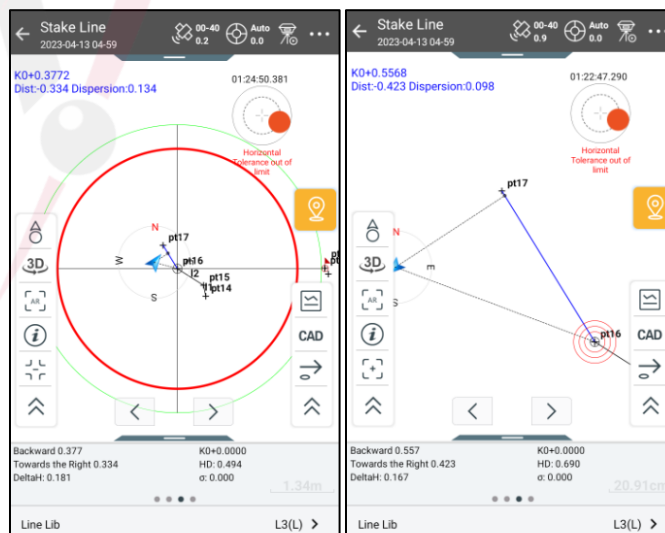 Stake Line
2023-04-13 04-59
00-40
0.2
Auto
0.0
K0+0.3772
Dist:-0.334 Dispersion:0.134
01:24:50.381
Horizontal
Tolerance out of
limit
N
W
S
pt17
pt16
l2
pt15
pt14
3D
AR
CAD
Backward 0.377
K0+0.0000
Towards the Right 0.334
HD: 0.494
DeltaH: 0.181
σ: 0.000
1.34m
Line Lib
L3(L)
Stake Line
2023-04-13 04-59
00-40
0.9
Auto
0.0
K0+0.5568
Dist:-0.423 Dispersion:0.098
01:22:47.290
Horizontal
Tolerance out of
limit
pt17
N
E
S
pt16
3D
AR
CAD
Backward 0.557
K0+0.0000
Towards the Right 0.423
HD: 0.690
DeltaH: 0.167
σ: 0.000
20.91cm
Line Lib
L3(L)